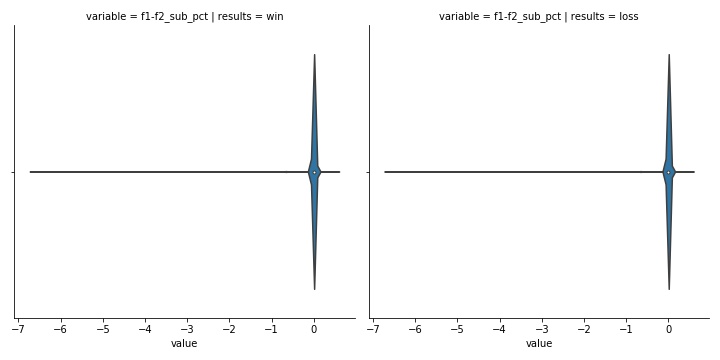 variable = f1-f2_sub_pct | results = win
variable = f1-f2_sub_pct | results = loss
−7 −6 −5 −4 −3 −2 −1 0
−7 −6 −5 −4 −3 −2 −1 0
value
value